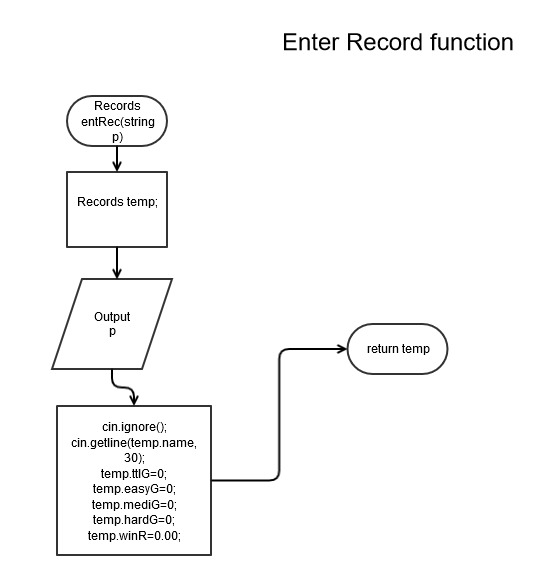 Enter Record function
Records
entRec(string
p)
Records temp;
Output
p
cin.ignore();
cin.getline(temp.name,
30);
temp.ttlG=0;
temp.easyG=0;
temp.mediG=0;
temp.hardG=0;
temp.winR=0.00;
return temp